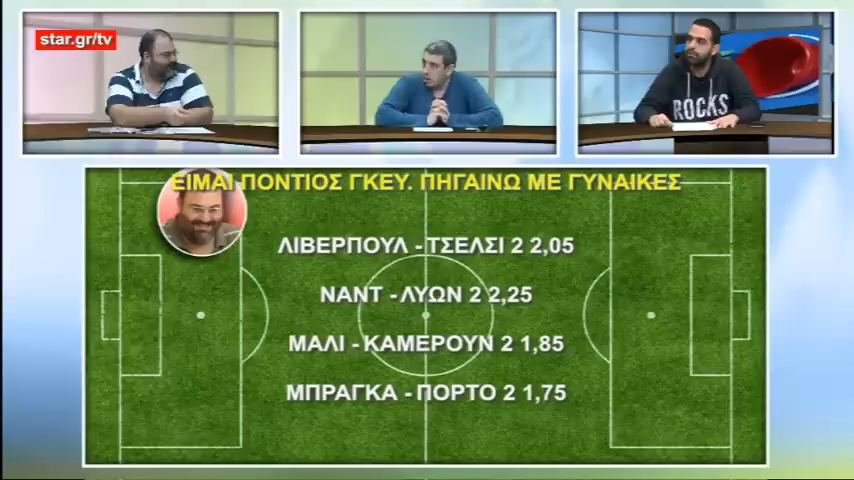 star.gr/tv
ROCKS
ΕΙΜΑΙ ΠΟΝΤΙΟΣ ΓΚΕΥ. ΠΗΓΑΙΝΩ ΜΕ ΓΥΝΑΙΚΕΣ
ΛΙΒΕΡΠΟΥΛ - ΤΣΕΛΣΙ 2 2,05
ΝΑΝΤ - ΛΥΩΝ 2 2,25
ΜΑΛΙ - ΚΑΜΕΡΟΥΝ 2 1,85
ΜΠΡΑΓΚΑ - ΠΟΡΤΟ 2 1,75